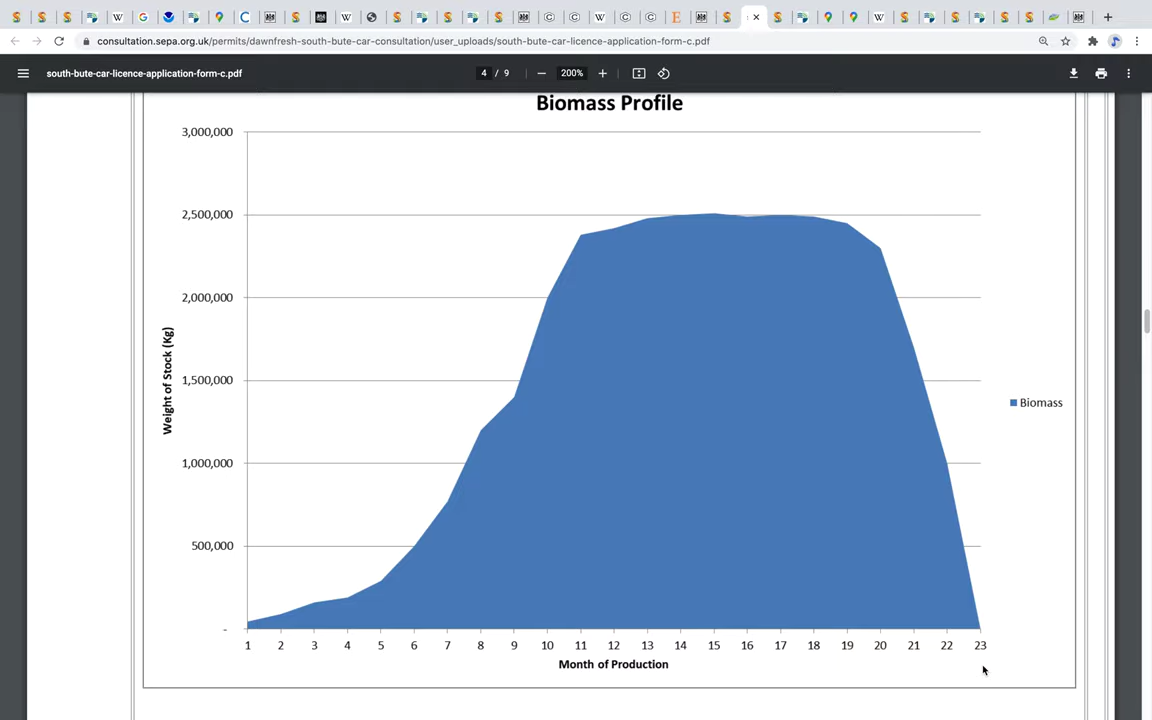 consultation.sepa.org.uk/permits/dawnfresh-south-bute-car-consultation/user_uploads/south-bute-car-licence-application-form-c.pdf
south-bute-car-licence-application-form-c.pdf
4 / 9
200%
Biomass Profile
3,000,000
2,500,000
2,000,000
1,500,000
1,000,000
500,000
-
Weight of Stock (Kg)
Biomass
1 2 3 4 5 6 7 8 9 10 11 12 13 14 15 16 17 18 19 20 21 22 23
Month of Production